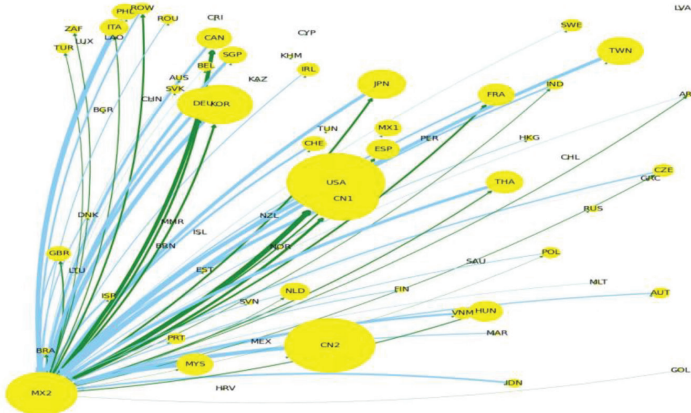 PHL ROW
ROU
CRI
ZAF ITA
LAO
LUX
TUR
CAN
CYP
SWE
LVA
SGP
KHM
TWN
BEL
IRL
AUS
KAZ
SVK
JPN
IND
FRA
AR
BGR
CHN
DEU KOR
TUN
MX1
PER
HKG
CHE
ESP
CHL
USA
THA
CZE
GRC
CN1
RUS
DNK
MMR
NZL
ISL
BRN
NOR
GBR
POL
SAU
LTU
EST
MLT
ISR
SVN
NLD
FIN
AUT
VNM HUN
PRT
MEX
CN2
MAR
BRA
MYS
GOL
MX2
HRV
IDN